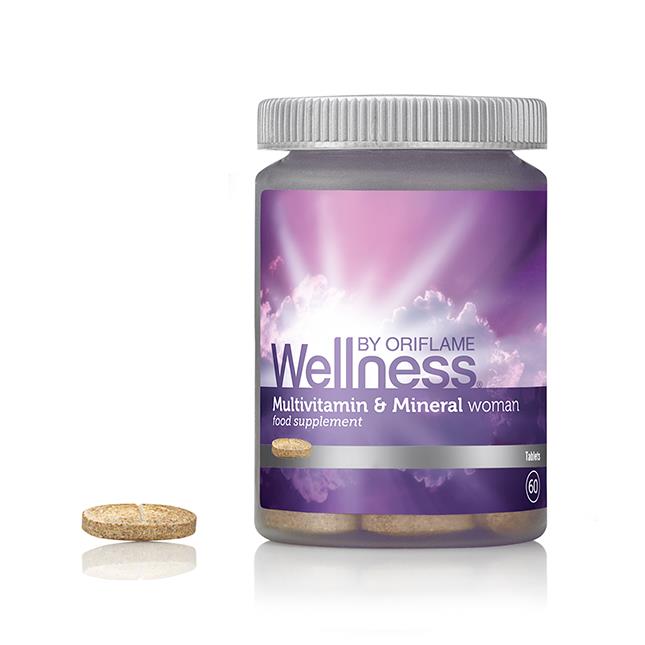 BY ORIFLAME
Wellness®
Multivitamin & Mineral woman
food supplement
Tablets
60